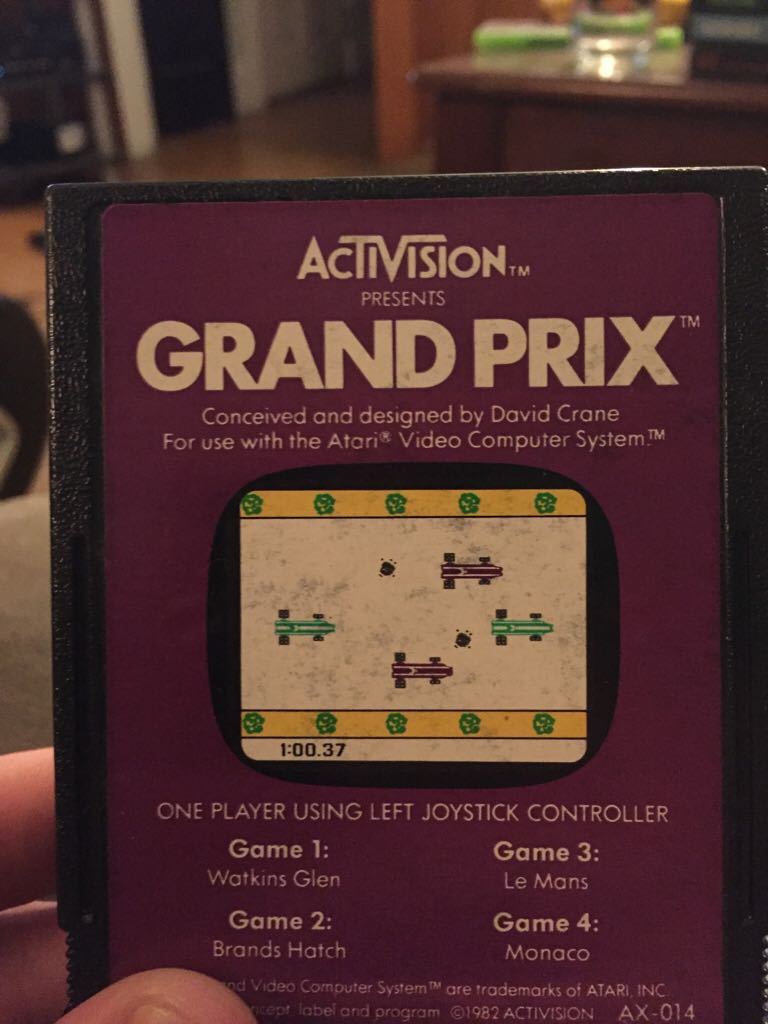 ACTIVISION™
PRESENTS
GRAND PRIX™
Conceived and designed by David Crane
For use with the Atari® Video Computer System.™
1:00.37
ONE PLAYER USING LEFT JOYSTICK CONTROLLER
Game 1:
Watkins Glen
Game 3:
Le Mans
Game 2:
Brands Hatch
Game 4:
Monaco
Video Computer System™ are trademarks of ATARI, INC.
label and program ©1982 ACTIVISION AX-014